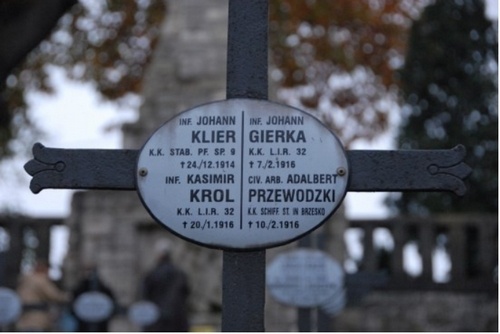 INF. JOHANN
KLIER
K.K. STAB. PF. SP. 9
†24./12.1914
INF. KASIMIR
KROL
K.K. L.I.R. 32
†20./1.1916
INF. JOHANN
GIERKA
K.K. L.I.R. 32
†7./2.1916
CIV. ARB. ADALBERT
PRZEWODZKI
K.K. SCHIFF ST. IN BRZESKO
†10./2.1916